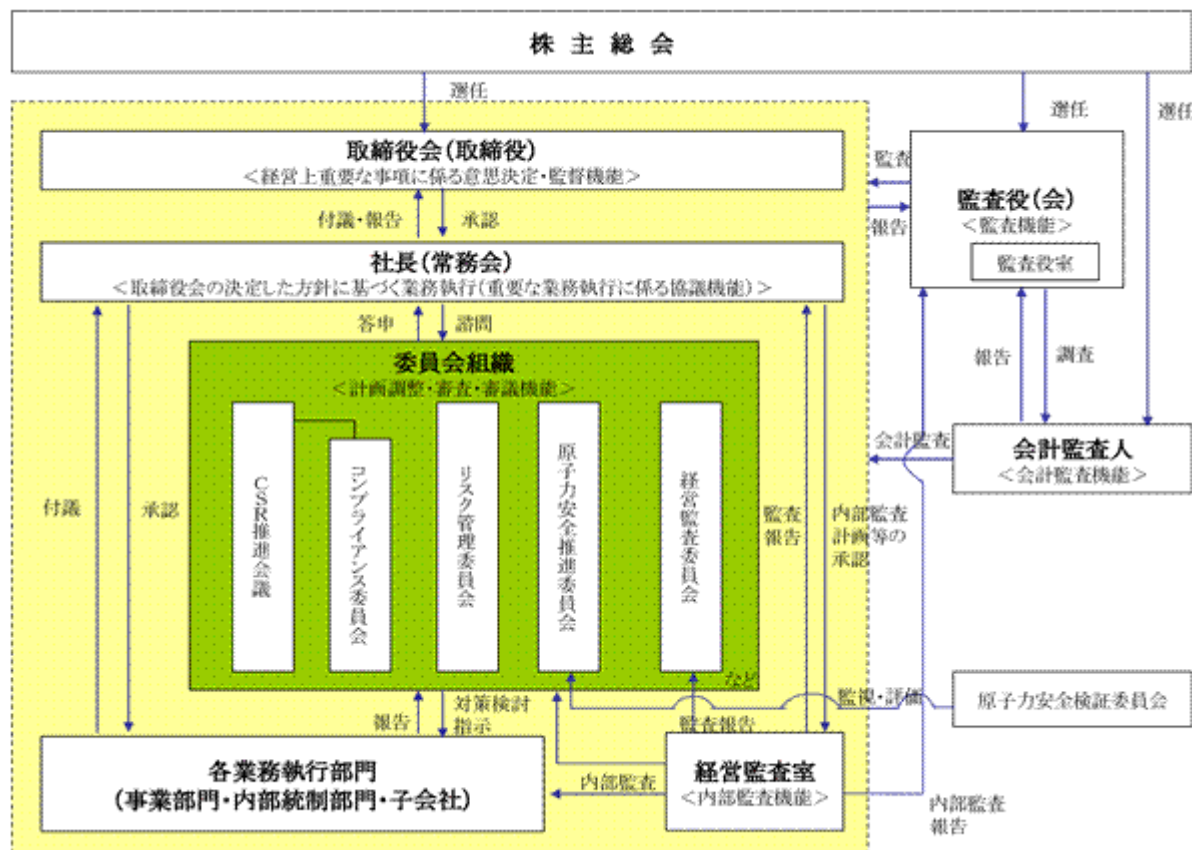 株 主 総 会
選任
選任
選任
取締役会(取締役)
<経営上重要な事項に係る意思決定・監督機能>
監査
報告
監査役(会)
<監査機能>
監査役室
付議・報告
承認
社長(常務会)
<取締役会の決定した方針に基づく業務執行(重要な業務執行に係る協議機能)>
答申
諮問
委員会組織
<計画調整・審査・審議機能>
CSR推進会議
コンプライアンス委員会
リスク管理委員会
原子力安全推進委員会
経営監査委員会
など
報告
調査
会計監査
会計監査人
<会計監査機能>
付議
承認
監査
報告
内部監査
計画等の
承認
報告
対策検討
指示
監査報告
監視・評価
原子力安全検証委員会
各業務執行部門
(事業部門・内部統制部門・子会社)
内部監査
経営監査室
<内部監査機能>
内部監査
報告